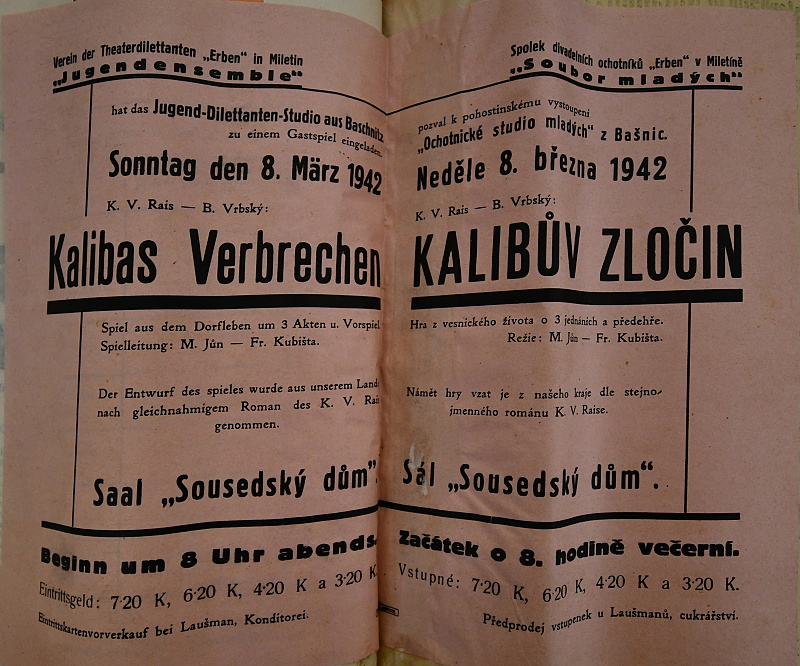 Verein der Theaterdilettanten „Erben" in Miletin
„Jugendensemble"
hat das Jugend-Dilettanten-Studio aus Baschnitz
zu einem Gastspiel eingeladen.
Sonntag den 8. März 1942
K. V. Rais — B. Vrbský:
Kalibas Verbrechen
Spiel aus dem Dorfleben um 3 Akten u. Vorspiel
Spielleitung: M. Jůn — Fr. Kubišta.
Der Entwurf des spieles wurde aus unserem Land
nach gleichnahmigem Roman des K. V. Rais
genommen.
Saal „Sousedský dům".
Beginn um 8 Uhr abends.
Eintrittsgeld: 7·20 K, 6·20 K, 4·20 K a 3·20 K.
Eintrittskartenvorverkauf bei Laušman, Konditorei.
Spolek divadelních ochotníků „Erben" v Miletíně
„Soubor mladých"
pozval k pohostinskému vystoupení
„Ochotnické studio mladých" z Bašnic.
Neděle 8. března 1942
K. V. Rais — B. Vrbský:
KALIBŮV ZLOČIN
Hra z vesnického života o 3 jednáních a předehře.
Režie: M. Jůn — Fr. Kubišta.
Námět hry vzat je z našeho kraje dle stejno-
jmenného románu K. V. Raise.
Sál „Sousedský dům".
Začátek o 8. hodině večerní.
Vstupné: 7·20 K, 6·20 K, 4·20 K a 3·20 K.
Předprodej vstupenek u Laušmanů, cukrářství.